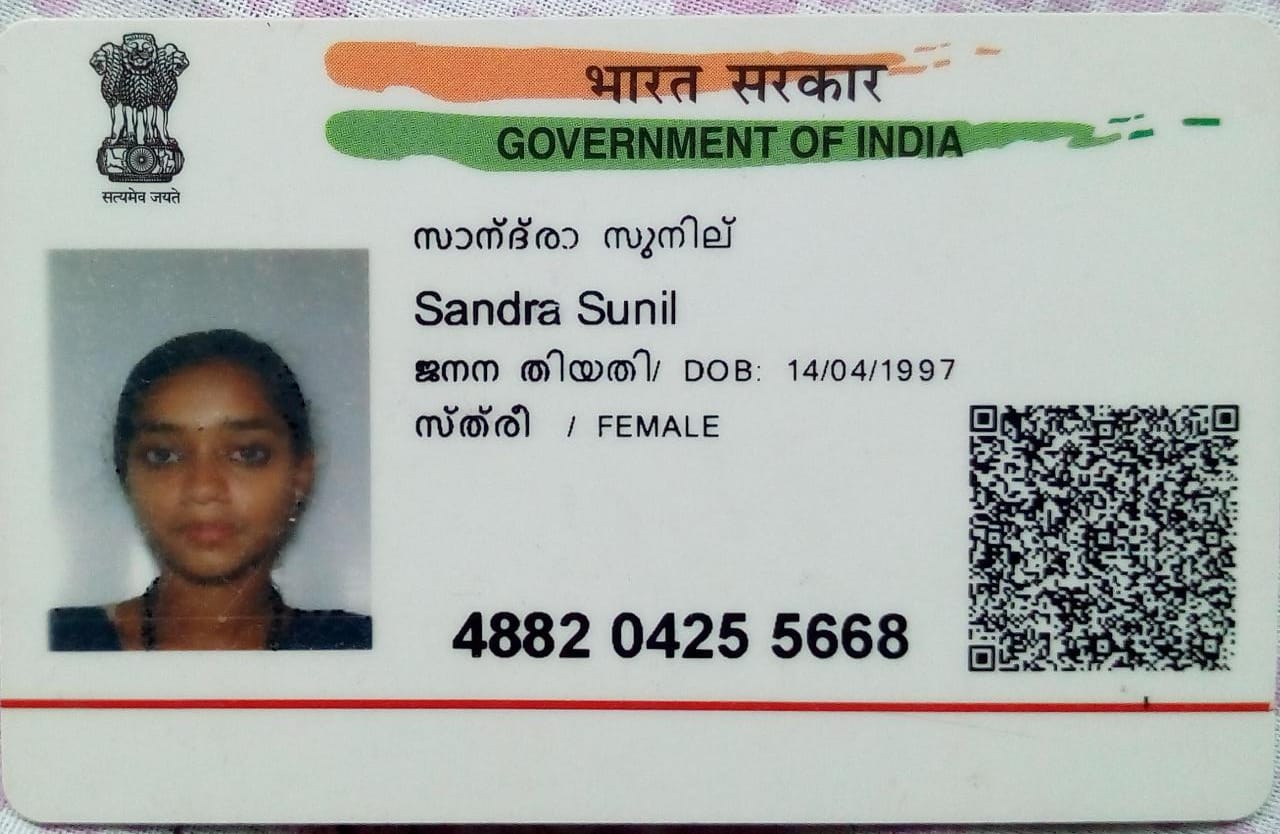 भारत सरकार
GOVERNMENT OF INDIA
सत्यमेव जयते
സാന്ദ്രാ സുനില്
Sandra Sunil
ജനന തിയതി/ DOB: 14/04/1997
സ്ത്രീ / FEMALE
4882 0425 5668